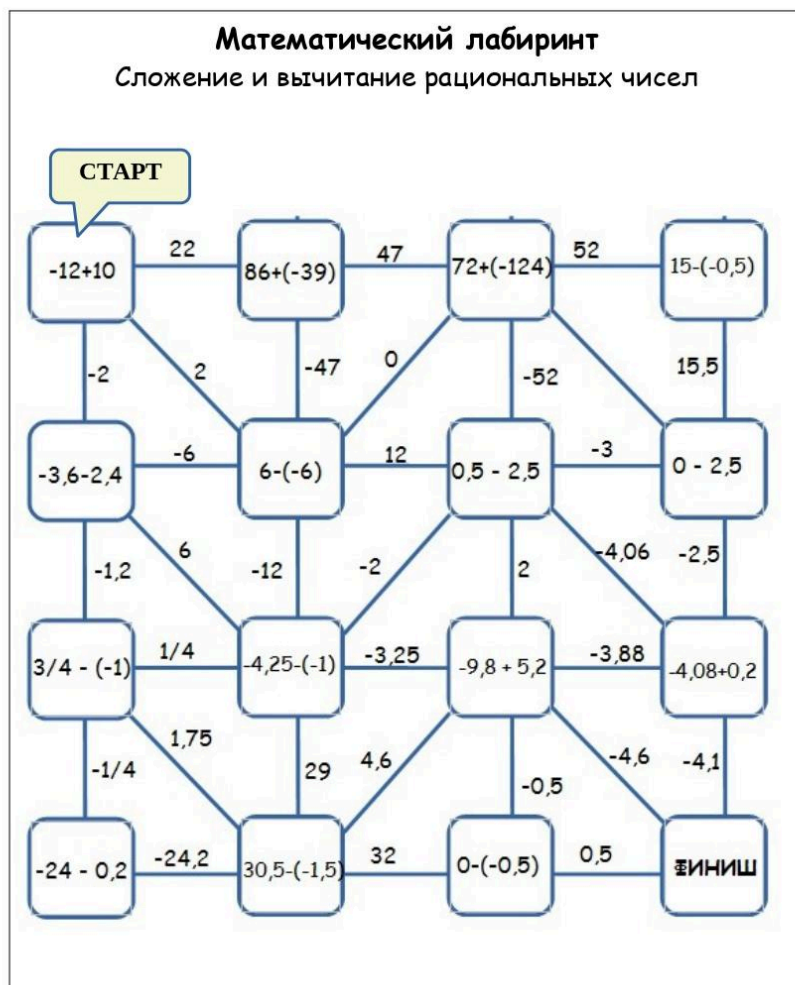 Математический лабиринт
Сложение и вычитание рациональных чисел
СТАРТ
-12+10 22 86+(-39) 47 72+(-124) 52 15-(-0,5)
-2 2 -47 0 -52 15,5
-3,6-2,4 -6 6-(-6) 12 0,5 - 2,5 -3 0 - 2,5
-1,2 6 -12 -2 2 -4,06 -2,5
3/4 - (-1) 1/4 -4,25-(-1) -3,25 -9,8 + 5,2 -3,88 -4,08+0,2
-1/4 1,75 29 4,6 -0,5 -4,6 -4,1
-24 - 0,2 -24,2 30,5-(-1,5) 32 0-(-0,5) 0,5 ФИНИШ